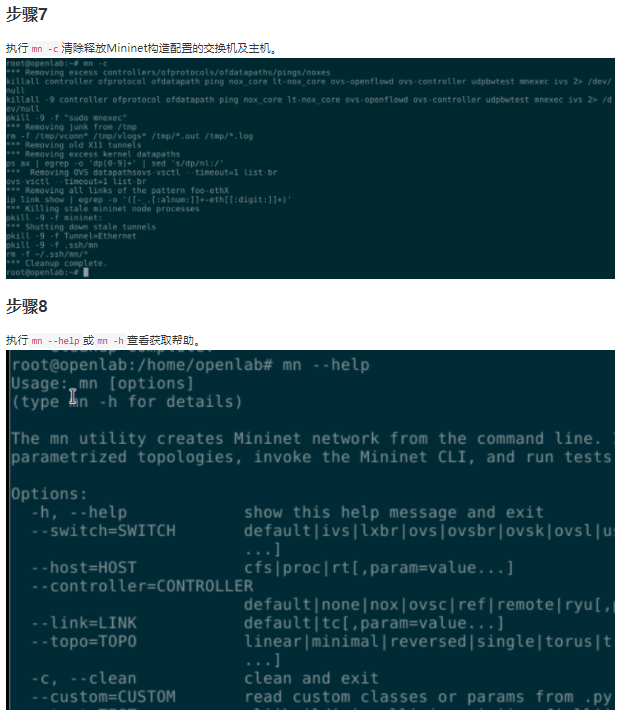 步骤7
执行 mn -c 清除释放Mininet构造配置的交换机及主机。
root@openlab:~# mn -c
*** Removing excess controllers/ofprotocols/ofdatapaths/pings/noxes
killall controller ofprotocol ofdatapath ping nox_core lt-nox_core ovs-openflowd ovs-controller udpbwtest mnexec ivs 2> /dev/
null
killall -9 controller ofprotocol ofdatapath ping nox_core lt-nox_core ovs-openflowd ovs-controller udpbwtest mnexec ivs 2> /d
ev/null
pkill -9 -f "sudo mnexec"
*** Removing junk from /tmp
rm -f /tmp/vconn* /tmp/vlogs* /tmp/*.out /tmp/*.log
*** Removing old X11 tunnels
*** Removing excess kernel datapaths
ps ax | egrep -o 'dp[0-9]+' | sed 's/dp/nl:/'
***  Removing OVS datapathsovs-vsctl --timeout=1 list-br
ovs-vsctl --timeout=1 list-br
*** Removing all links of the pattern foo-ethX
ip link show | egrep -o '([-_.[:alnum:]]+-eth[[:digit:]]+)'
*** Killing stale mininet node processes
pkill -9 -f mininet:
*** Shutting down stale tunnels
pkill -9 -f Tunnel=Ethernet
pkill -9 -f .ssh/mn
rm -f ~/.ssh/mn/*
*** Cleanup complete.
root@openlab:~#
步骤8
执行 mn --help 或 mn -h 查看获取帮助。
root@openlab:/home/openlab# mn --help
Usage: mn [options]
(type mn -h for details)
The mn utility creates Mininet network from the command line.
parametrized topologies, invoke the Mininet CLI, and run tests
Options:
-h, --help show this help message and exit
--switch=SWITCH default|ivs|lxbr|ovs|ovsbr|ovsk|ovsl|us
...]
--host=HOST cfs|proc|rt[,param=value...]
--controller=CONTROLLER
default|none|nox|ovsc|ref|remote|ryu[,
--link=LINK default|tc[,param=value...]
--topo=TOPO linear|minimal|reversed|single|torus|t
...]
-c, --clean clean and exit
--custom=CUSTOM read custom classes or params from .py